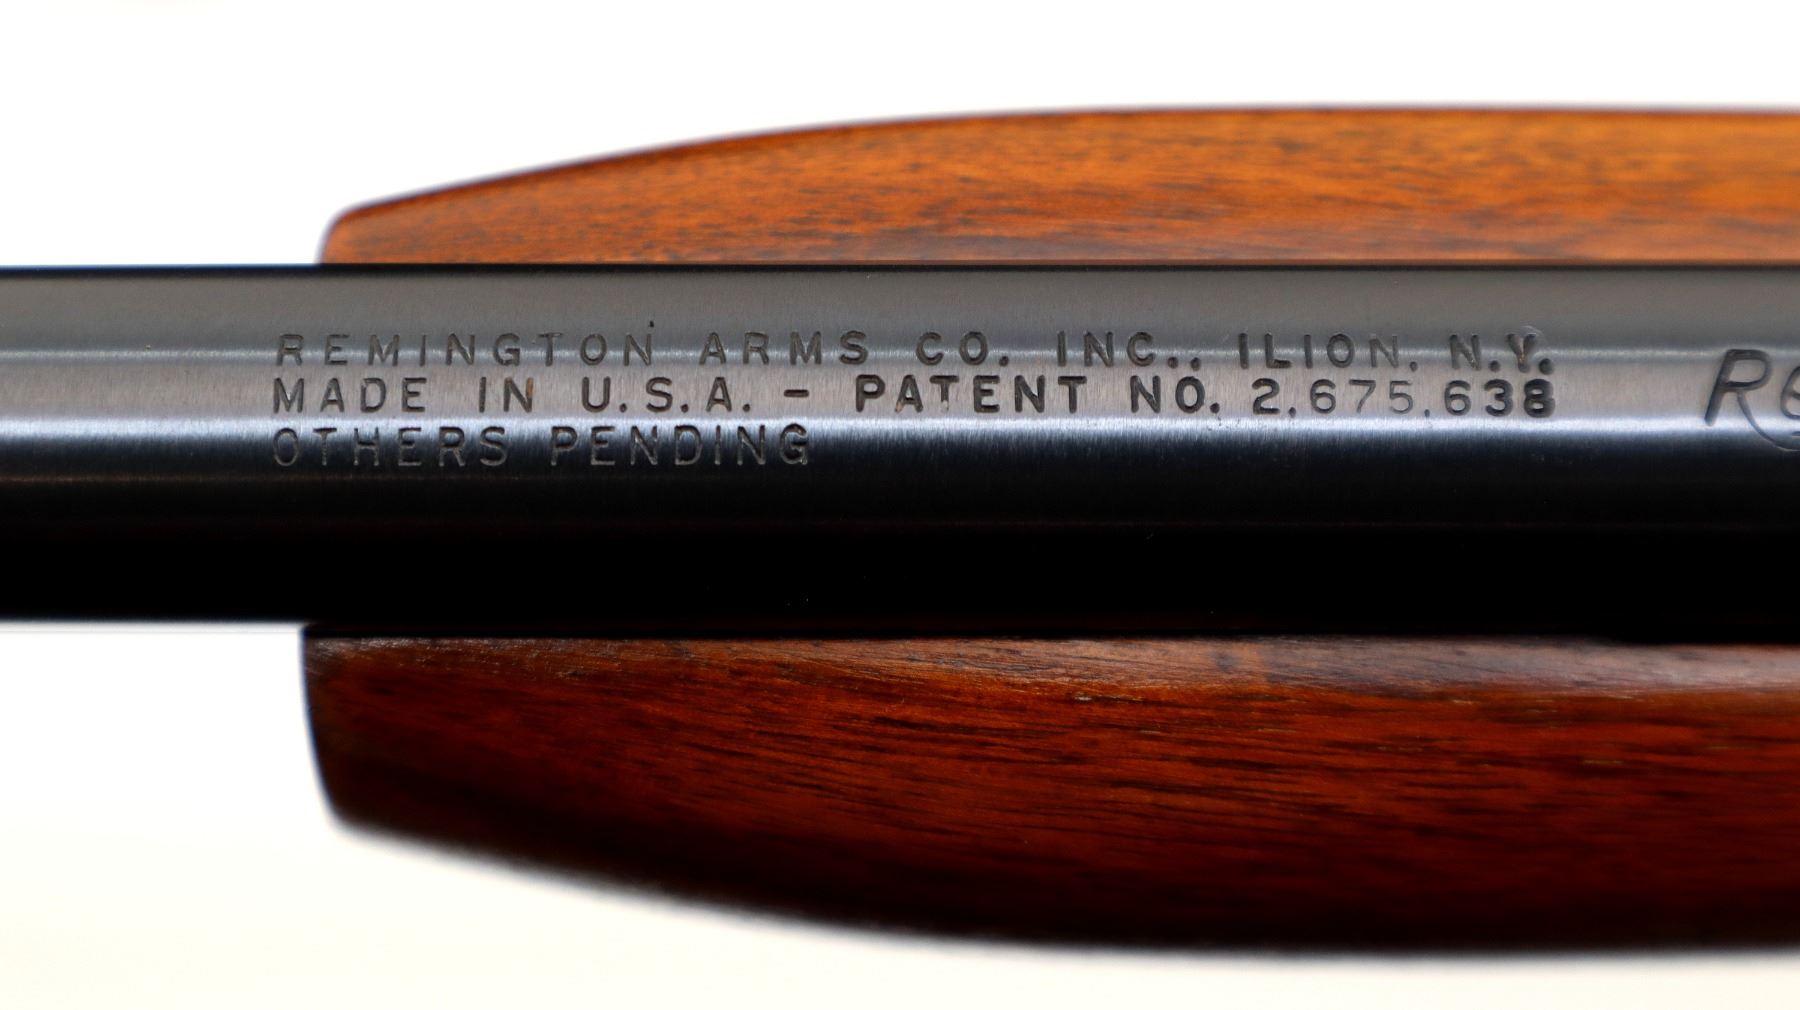 REMINGTON ARMS CO. INC., ILION, N.Y.
MADE IN U.S.A. - PATENT NO. 2,675,638
OTHERS PENDING